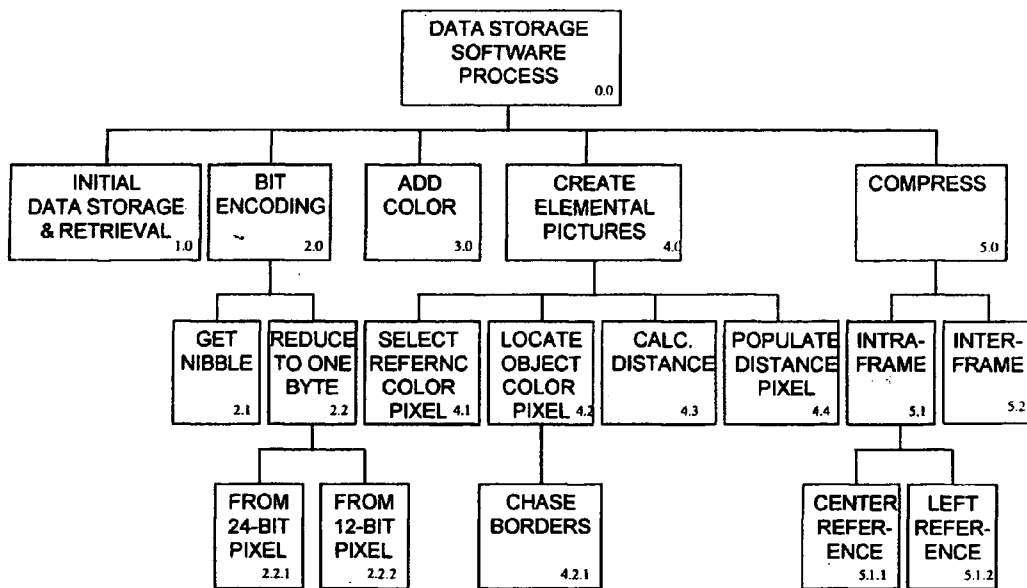 DATA STORAGE
SOFTWARE
PROCESS
0.0
INITIAL
DATA STORAGE
& RETRIEVAL
1.0
BIT
ENCODING
2.0
ADD
COLOR
3.0
CREATE
ELEMENTAL
PICTURES
4.0
COMPRESS
5.0
GET
NIBBLE
2.1
REDUCE
TO ONE
BYTE
2.2
SELECT
REFERNC
COLOR
PIXEL
4.1
LOCATE
OBJECT
COLOR
PIXEL
4.2
CALC.
DISTANCE
4.3
POPULATE
DISTANCE
PIXEL
4.4
INTRA-
FRAME
5.1
INTER-
FRAME
5.2
FROM
24-BIT
PIXEL
2.2.1
FROM
12-BIT
PIXEL
2.2.2
CHASE
BORDERS
4.2.1
CENTER
REFER-
ENCE
5.1.1
LEFT
REFER-
ENCE
5.1.2